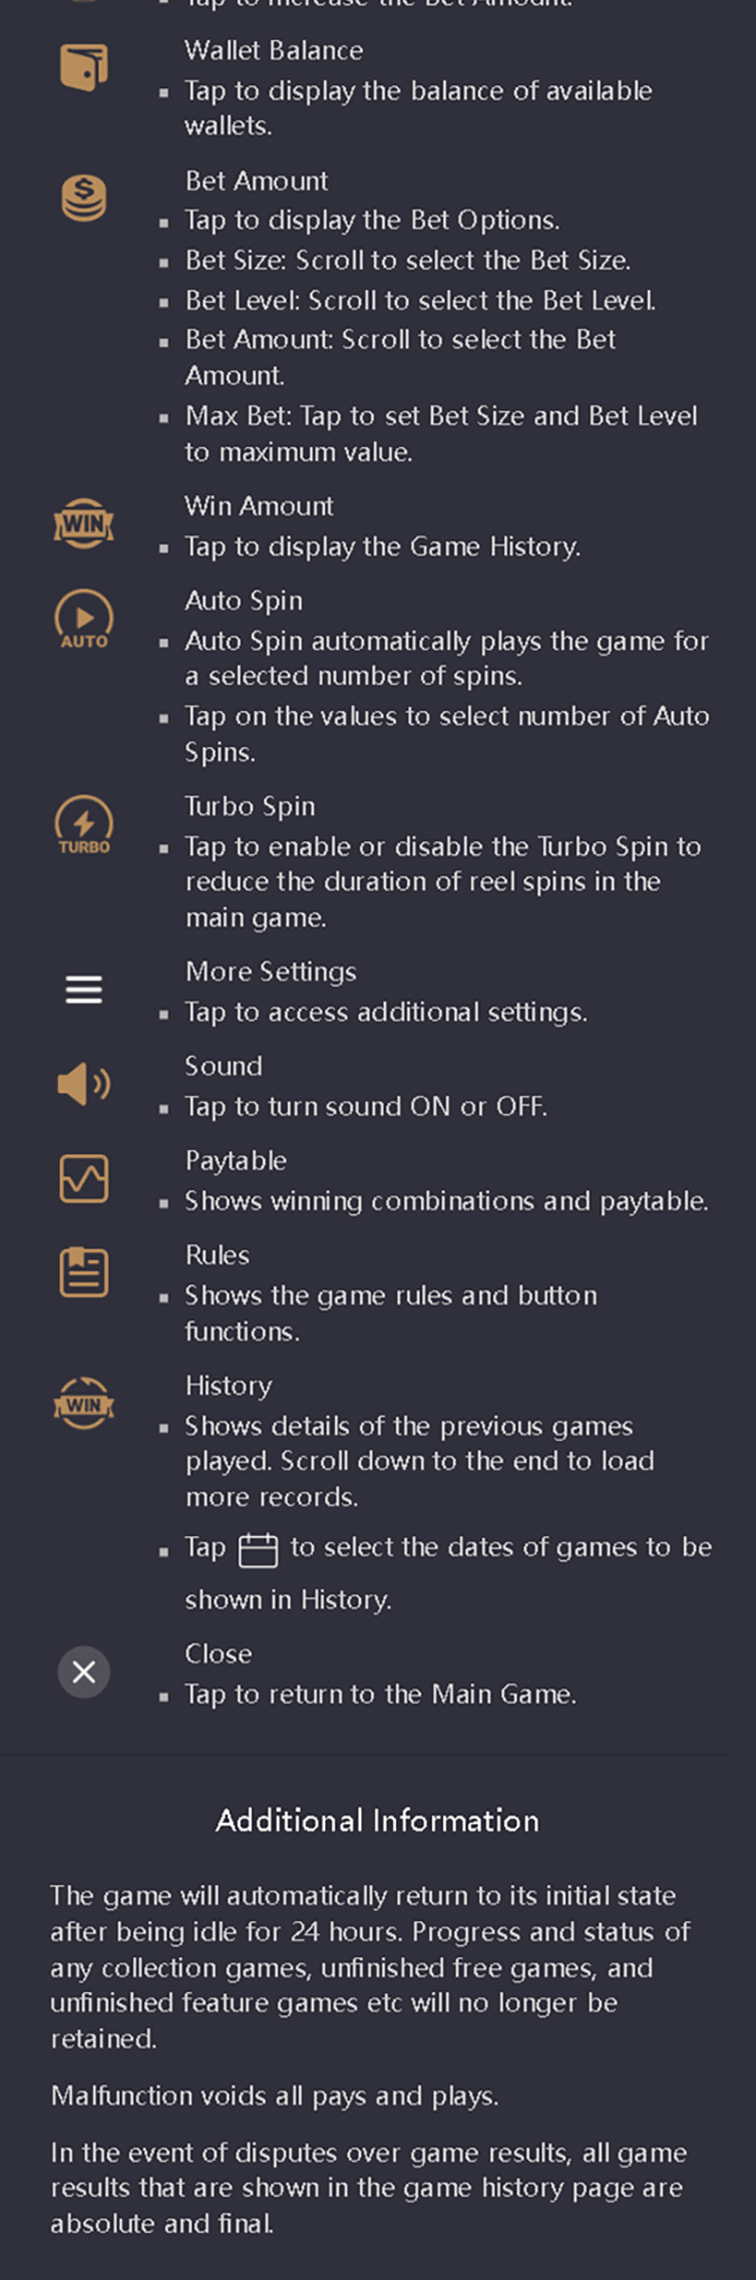 Tap to increase the Bet Amount.
Wallet Balance
▪ Tap to display the balance of available
wallets.
Bet Amount
▪ Tap to display the Bet Options.
▪ Bet Size: Scroll to select the Bet Size.
▪ Bet Level: Scroll to select the Bet Level.
▪ Bet Amount: Scroll to select the Bet
Amount.
▪ Max Bet: Tap to set Bet Size and Bet Level
to maximum value.
WIN
Win Amount
▪ Tap to display the Game History.
AUTO
Auto Spin
▪ Auto Spin automatically plays the game for
a selected number of spins.
▪ Tap on the values to select number of Auto
Spins.
TURBO
Turbo Spin
▪ Tap to enable or disable the Turbo Spin to
reduce the duration of reel spins in the
main game.
More Settings
▪ Tap to access additional settings.
Sound
▪ Tap to turn sound ON or OFF.
Paytable
▪ Shows winning combinations and paytable.
Rules
▪ Shows the game rules and button
functions.
WIN
History
▪ Shows details of the previous games
played. Scroll down to the end to load
more records.
▪ Tap to select the dates of games to be
shown in History.
Close
▪ Tap to return to the Main Game.
Additional Information
The game will automatically return to its initial state
after being idle for 24 hours. Progress and status of
any collection games, unfinished free games, and
unfinished feature games etc will no longer be
retained.
Malfunction voids all pays and plays.
In the event of disputes over game results, all game
results that are shown in the game history page are
absolute and final.